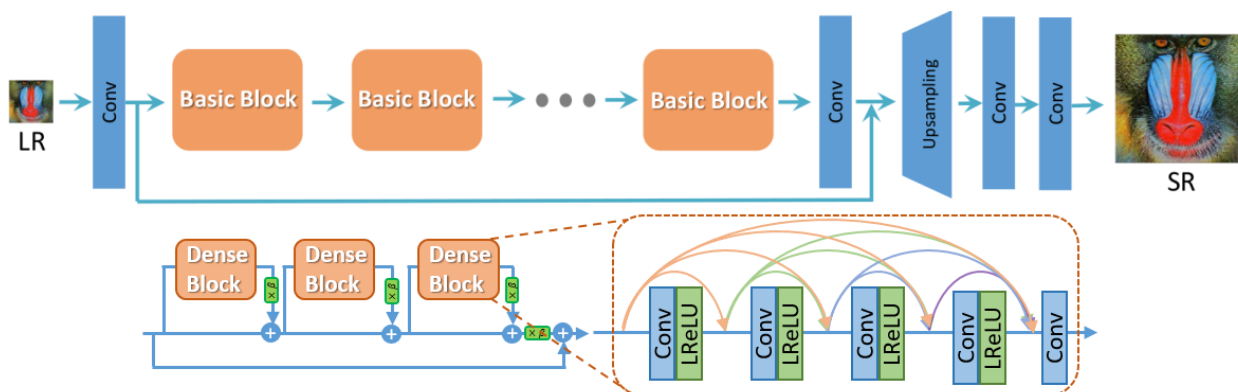 LR
Conv
Basic Block
Basic Block
Basic Block
Conv
Upsampling
Conv
Conv
SR
Dense
Block
× β
Dense
Block
× β
Dense
Block
× β
× β
Conv
LReLU
Conv
LReLU
Conv
LReLU
Conv
LReLU
Conv